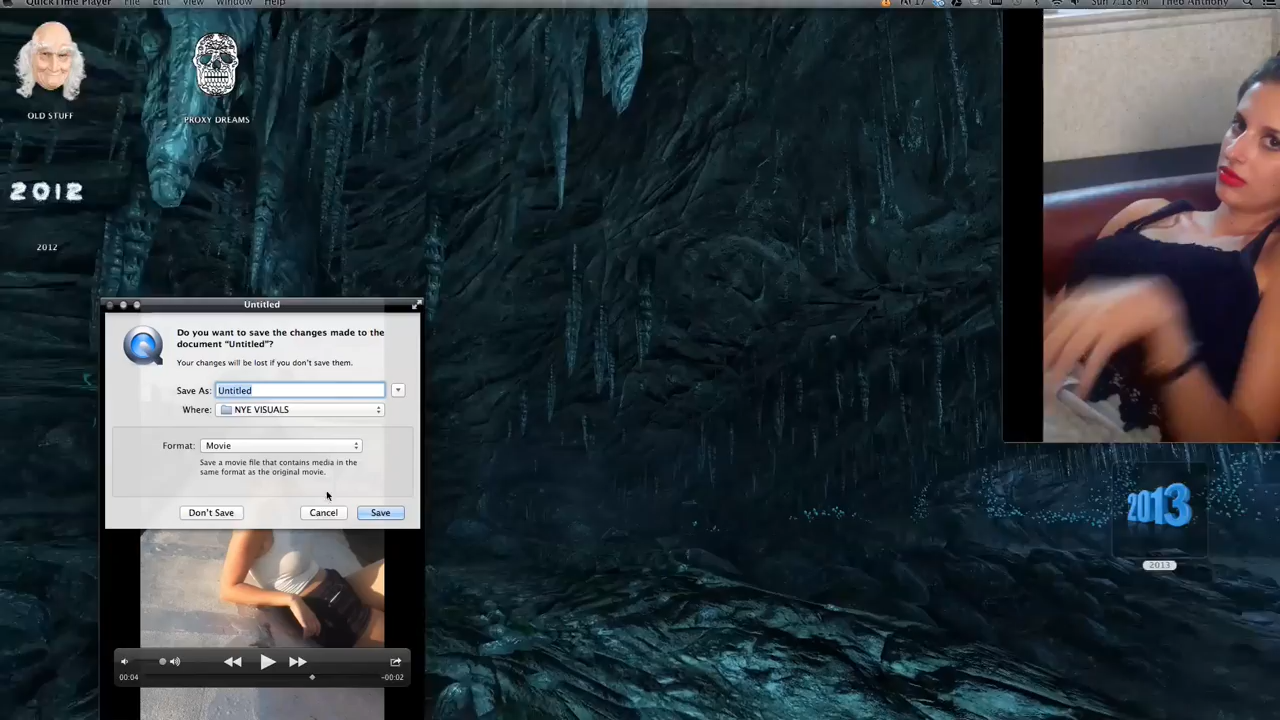 QuickTime Player File Edit View Window Help
17 Sun 7:18 PM Theo Anthony
OLD STUFF
PROXY DREAMS
2012
2012
Untitled
Do you want to save the changes made to the
document “Untitled”?
Your changes will be lost if you don't save them.
Save As: Untitled
Where: NYE VISUALS
Format: Movie
Save a movie file that contains media in the
same format as the original movie.
Don't Save Cancel Save
00:04 -00:02
2013
2013